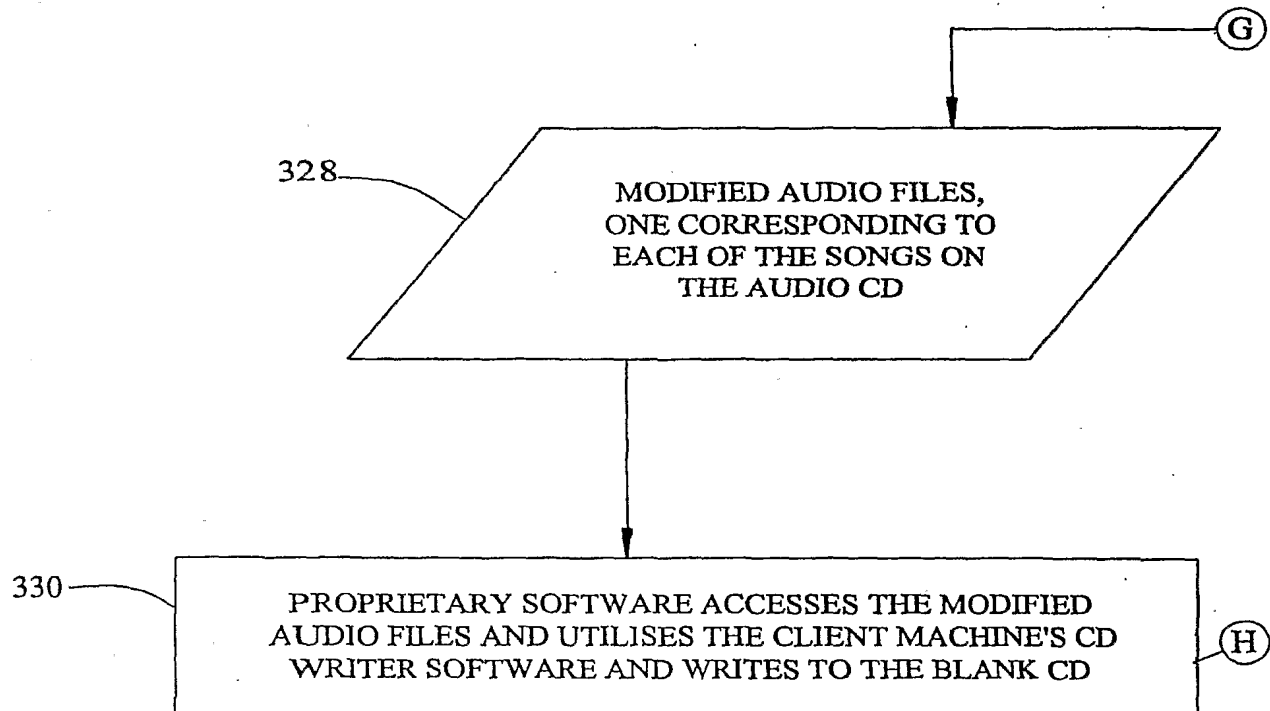 G
328
MODIFIED AUDIO FILES,
ONE CORRESPONDING TO
EACH OF THE SONGS ON
THE AUDIO CD
330
PROPRIETARY SOFTWARE ACCESSES THE MODIFIED
AUDIO FILES AND UTILISES THE CLIENT MACHINE'S CD
WRITER SOFTWARE AND WRITES TO THE BLANK CD
H